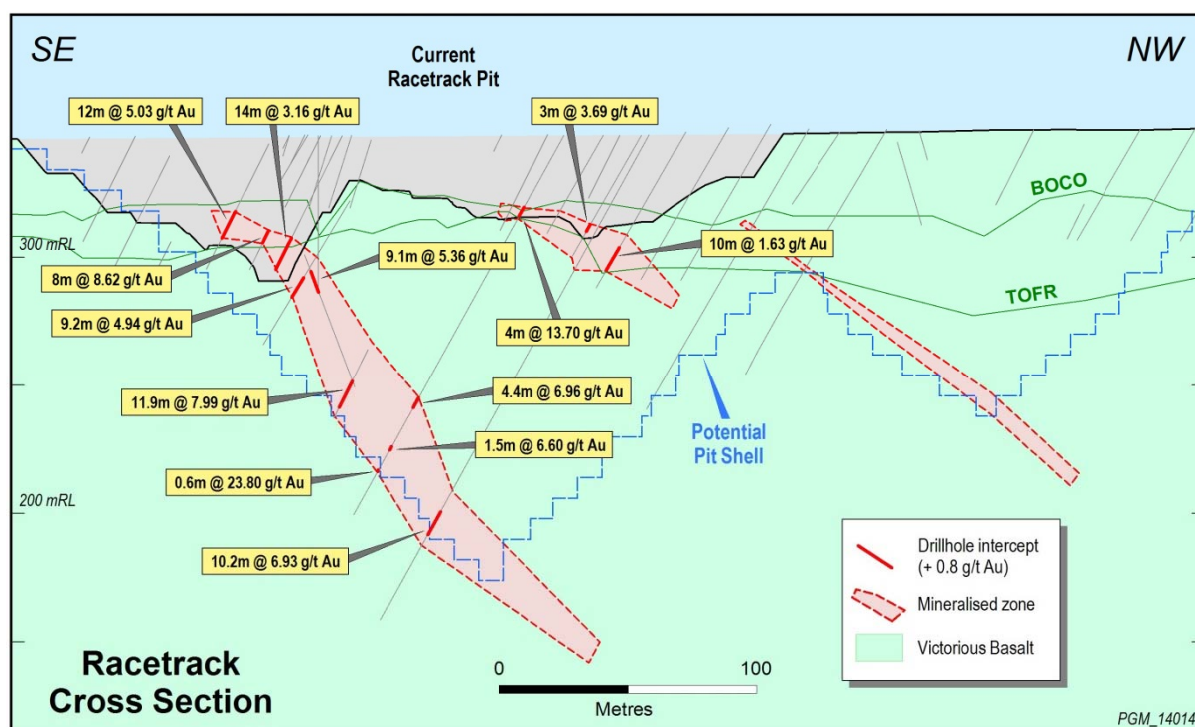 SE
NW
Current
Racetrack Pit
12m @ 5.03 g/t Au
14m @ 3.16 g/t Au
3m @ 3.69 g/t Au
BOCO
300 mRL
8m @ 8.62 g/t Au
9.1m @ 5.36 g/t Au
10m @ 1.63 g/t Au
TOFR
9.2m @ 4.94 g/t Au
4m @ 13.70 g/t Au
11.9m @ 7.99 g/t Au
4.4m @ 6.96 g/t Au
Potential
Pit Shell
1.5m @ 6.60 g/t Au
0.6m @ 23.80 g/t Au
200 mRL
10.2m @ 6.93 g/t Au
Drillhole intercept
(+ 0.8 g/t Au)
Mineralised zone
Victorious Basalt
Racetrack
Cross Section
0
100
Metres
PGM_14014